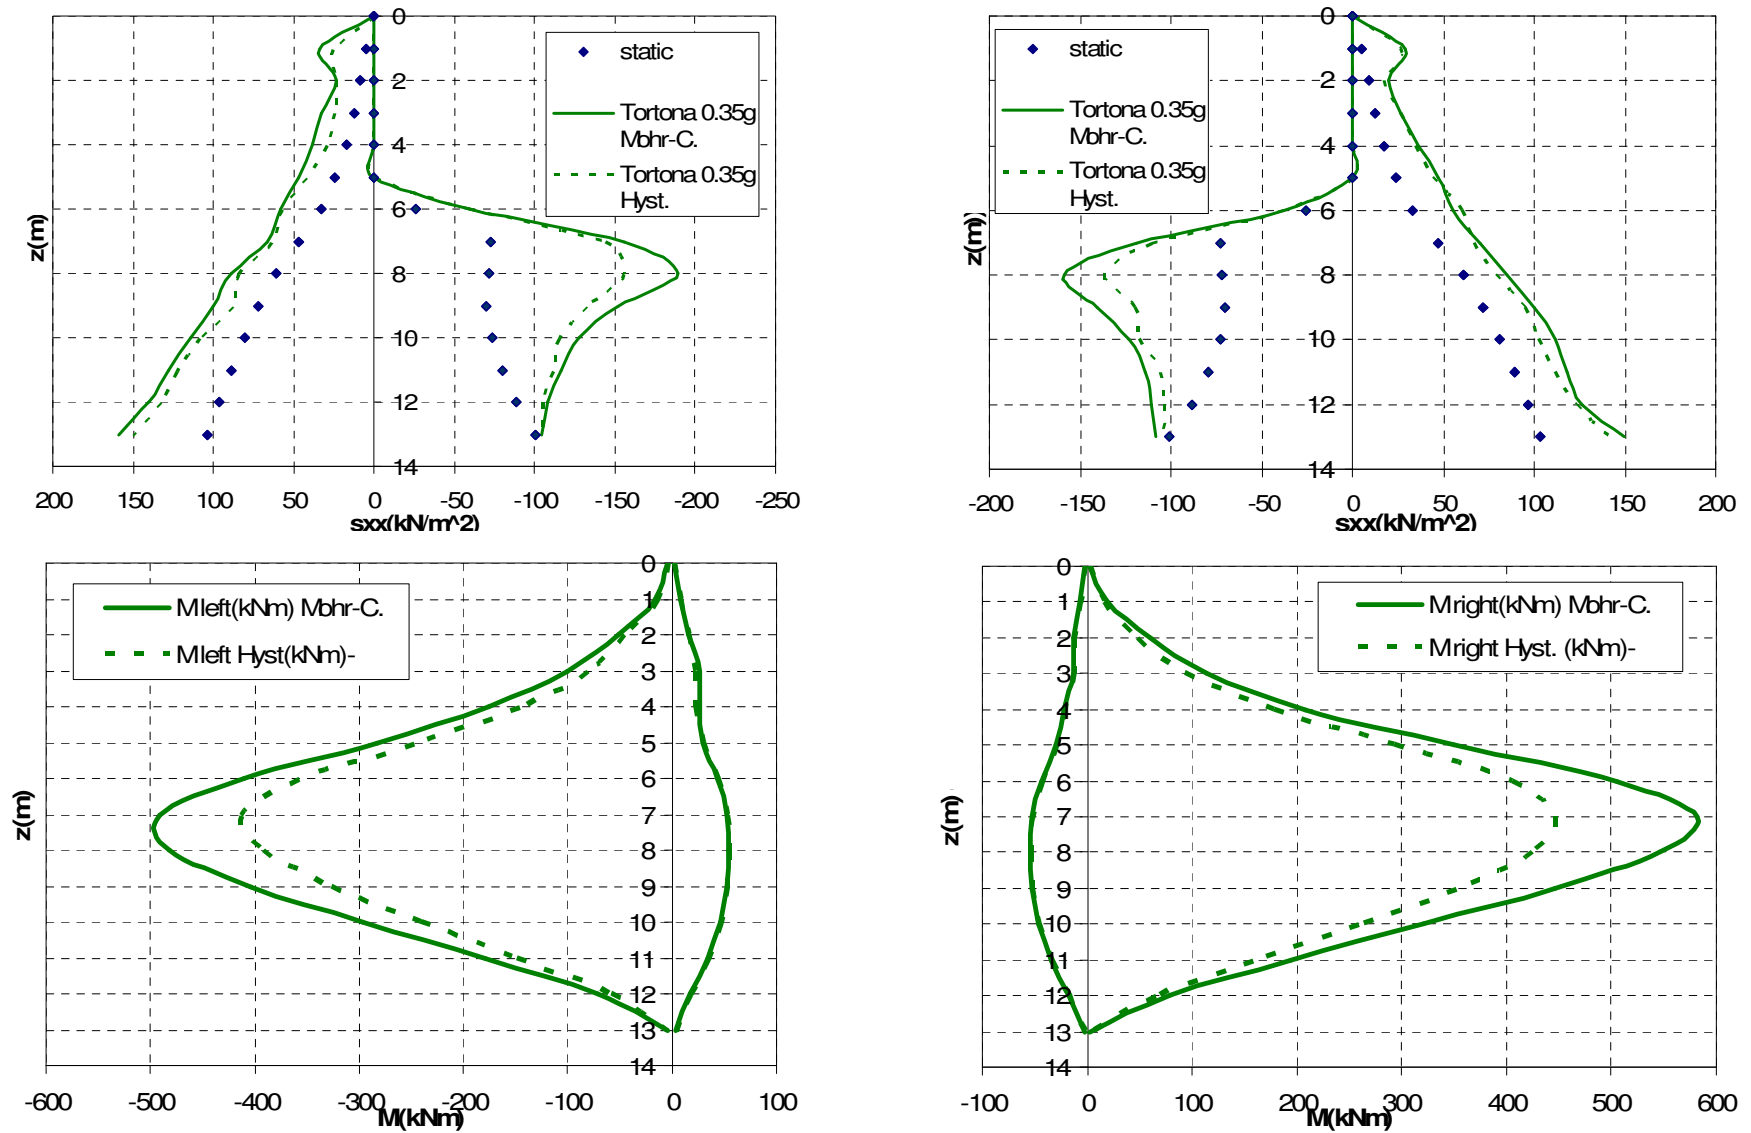 0
2
4
6
8
10
12
14
z(m)
static
Tortona 0.35g
Mohr-C.
Tortona 0.35g
Hyst.
200 150 100 50 0 -50 -100 -150 -200 -250
sxx(kN/m^2)
0
2
4
6
8
10
12
14
z(m)
static
Tortona 0.35g
Mohr-C.
Tortona 0.35g
Hyst.
-200 -150 -100 -50 0 50 100 150 200
sxx(kN/m^2)
0
1
2
3
4
5
6
7
8
9
10
11
12
13
14
z(m)
Mleft(kNm) Mohr-C.
Mleft Hyst(kNm)-
-600 -500 -400 -300 -200 -100 0 100
M(kNm)
0
1
2
3
4
5
6
7
8
9
10
11
12
13
14
z(m)
Mright(kNm) Mohr-C.
Mright Hyst. (kNm)-
-100 0 100 200 300 400 500 600
M(kNm)